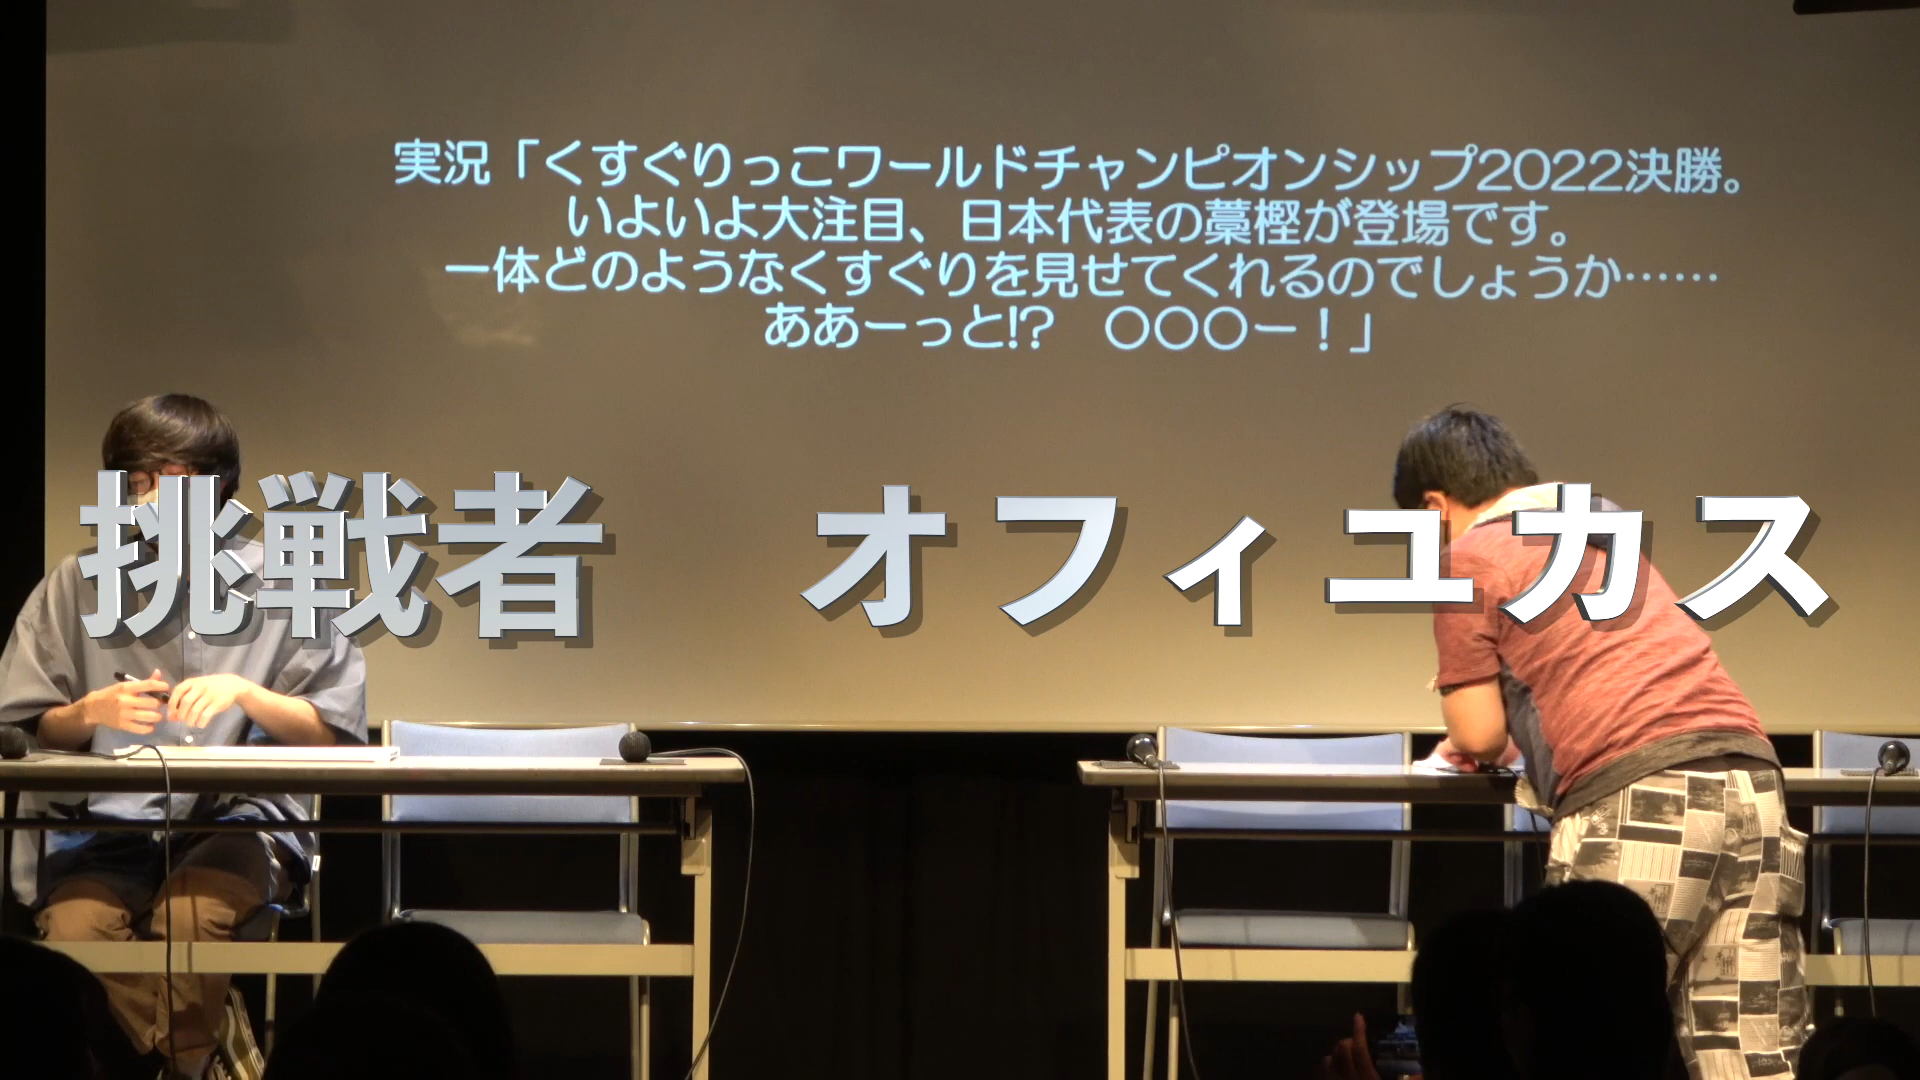 実況「くすぐりっこワールドチャンピオンシップ2022決勝。
いよいよ大注目、日本代表の藁樫が登場です。
一体どのようなくすぐりを見せてくれるのでしょうか……
ああーっと!?　〇〇〇ー！」
挑戦者　オフィユカス